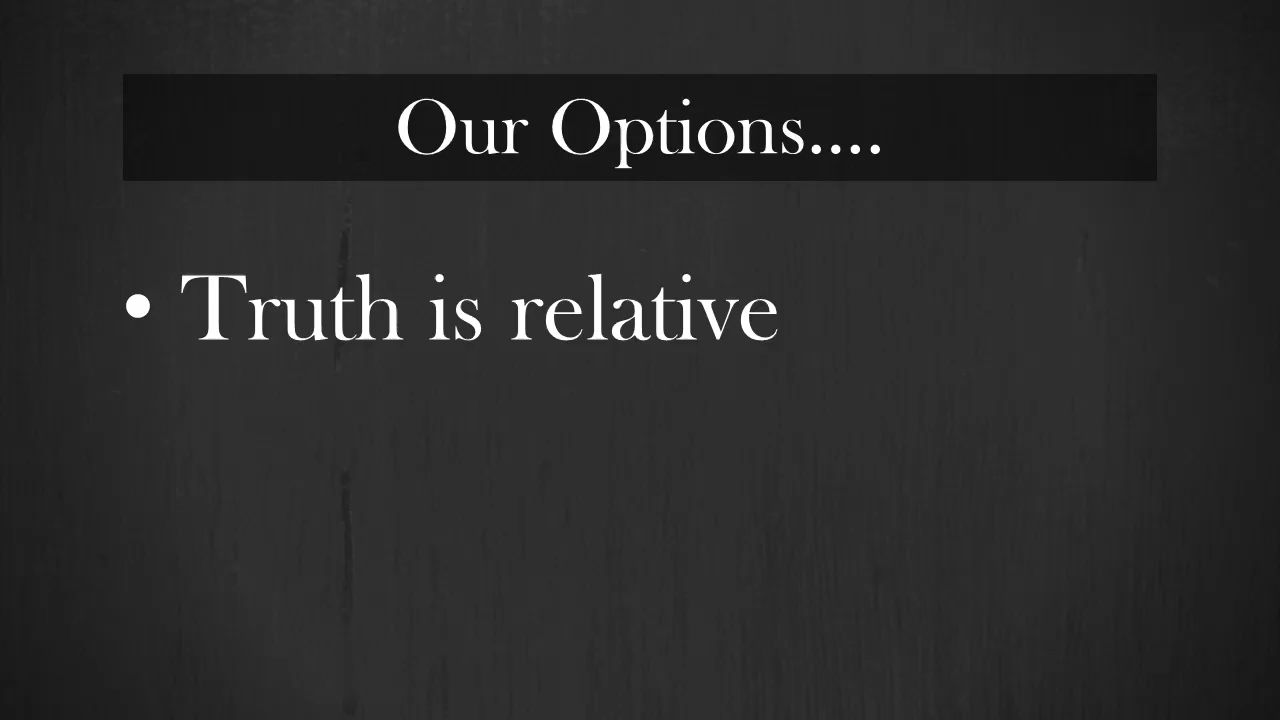 Our Options....
• Truth is relative